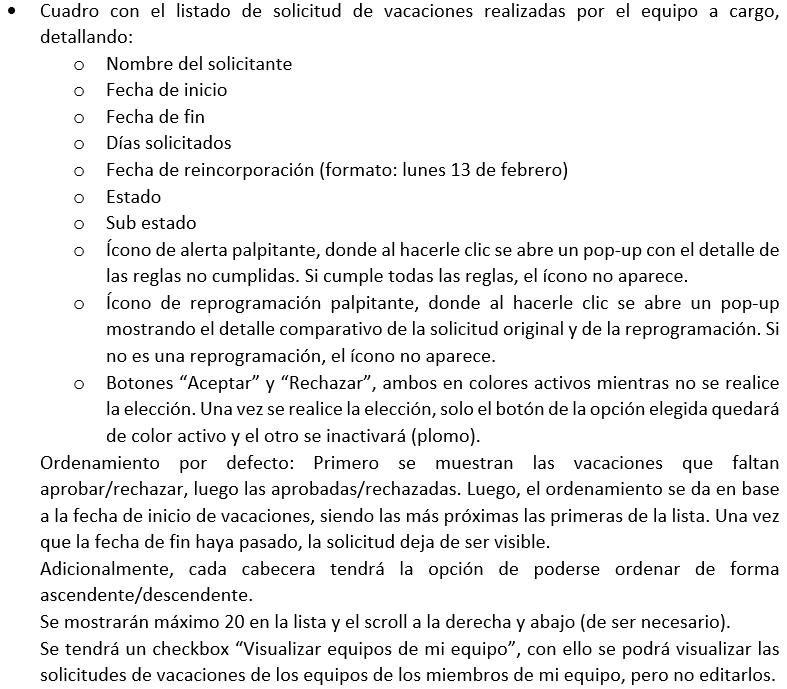 • Cuadro con el listado de solicitud de vacaciones realizadas por el equipo a cargo,
detallando:
o Nombre del solicitante
o Fecha de inicio
o Fecha de fin
o Días solicitados
o Fecha de reincorporación (formato: lunes 13 de febrero)
o Estado
o Sub estado
o Ícono de alerta palpitante, donde al hacerle clic se abre un pop-up con el detalle de
las reglas no cumplidas. Si cumple todas las reglas, el ícono no aparece.
o Ícono de reprogramación palpitante, donde al hacerle clic se abre un pop-up
mostrando el detalle comparativo de la solicitud original y de la reprogramación. Si
no es una reprogramación, el ícono no aparece.
o Botones “Aceptar” y “Rechazar”, ambos en colores activos mientras no se realice
la elección. Una vez se realice la elección, solo el botón de la opción elegida quedará
de color activo y el otro se inactivará (plomo).
Ordenamiento por defecto: Primero se muestran las vacaciones que faltan
aprobar/rechazar, luego las aprobadas/rechazadas. Luego, el ordenamiento se da en base
a la fecha de inicio de vacaciones, siendo las más próximas las primeras de la lista. Una vez
que la fecha de fin haya pasado, la solicitud deja de ser visible.
Adicionalmente, cada cabecera tendrá la opción de poderse ordenar de forma
ascendente/descendente.
Se mostrarán máximo 20 en la lista y el scroll a la derecha y abajo (de ser necesario).
Se tendrá un checkbox “Visualizar equipos de mi equipo”, con ello se podrá visualizar las
solicitudes de vacaciones de los equipos de los miembros de mi equipo, pero no editarlos.